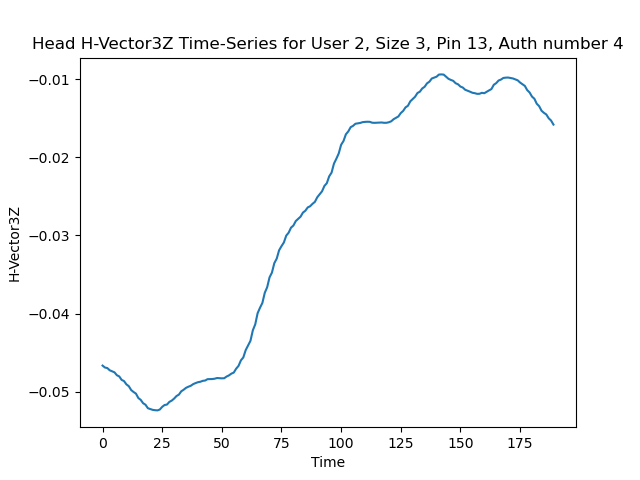 Head H-Vector3Z Time-Series for User 2, Size 3, Pin 13, Auth number 4
−0.01
−0.02
−0.03
−0.04
−0.05
H-Vector3Z
0 25 50 75 100 125 150 175
Time